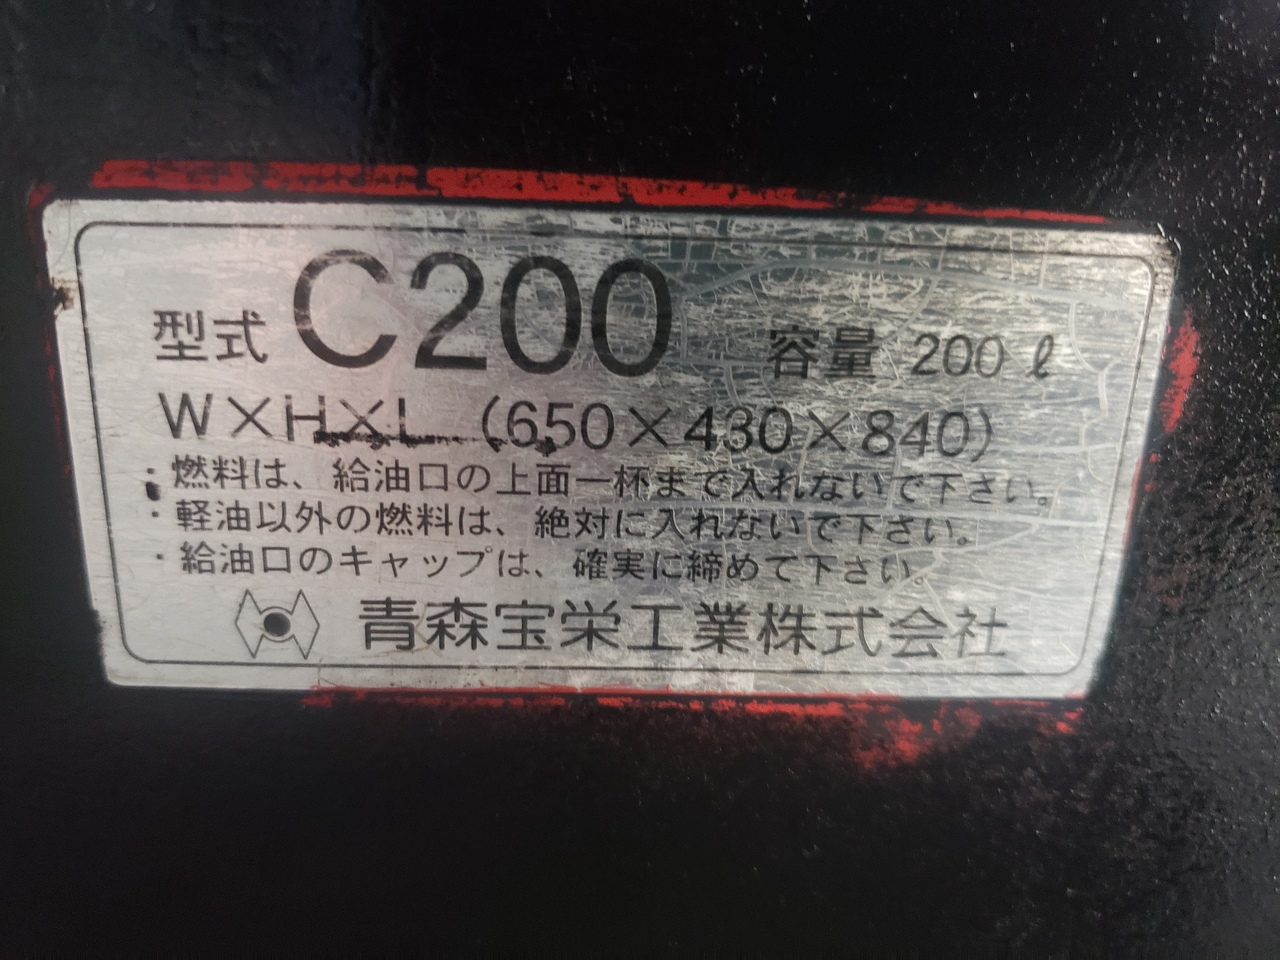 型式 C200 容量 200ℓ
W×H×L (650×430×840)
・燃料は、給油口の上面一杯まで入れないで下さい。
・軽油以外の燃料は、絶対に入れないで下さい。
・給油口のキャップは、確実に締めて下さい。
青森宝栄工業株式会社